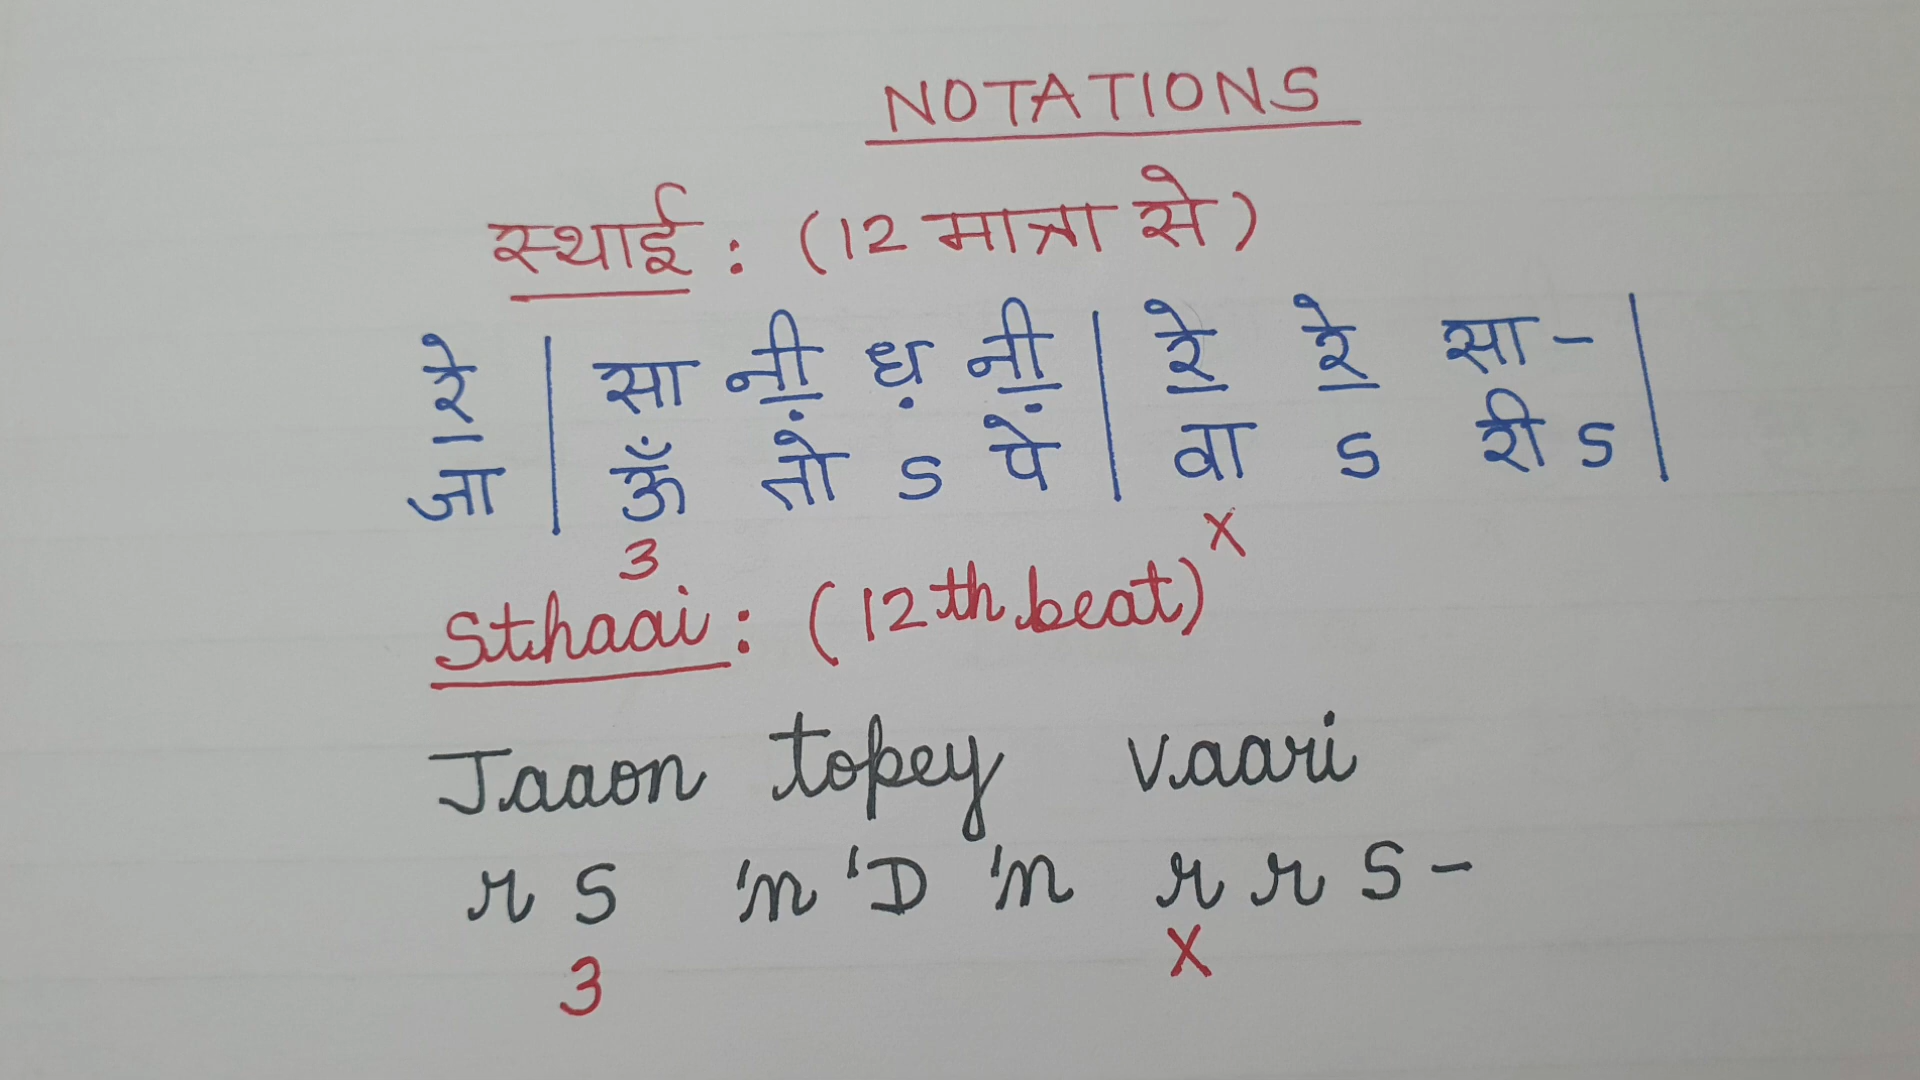 NOTATIONS
स्थाई : (12 मात्रा से)
रे॒ | सा नी़॒ ध़ नी़॒ | रे॒ रे॒ सा - |
जा | ऊँ तो ऽ पे | वा ऽ री ऽ |
3 X
Sthaai : (12th beat)
Jaaon topey vaari
r S 'n 'D 'n r r S -
3 X